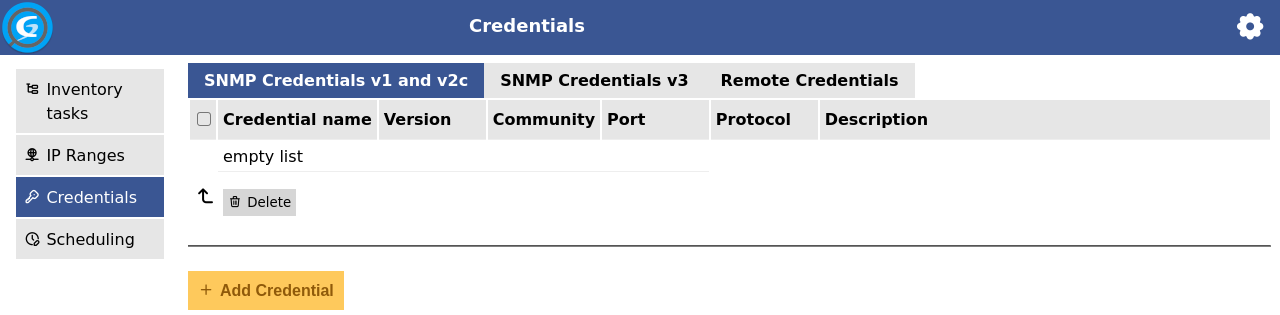 Credentials
Inventory
tasks
IP Ranges
Credentials
Scheduling
SNMP Credentials v1 and v2c SNMP Credentials v3 Remote Credentials
Credential name Version Community Port Protocol Description
empty list
Delete
+ Add Credential